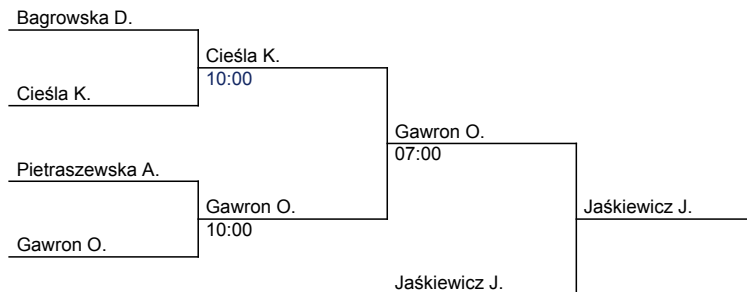 Bagrowska D.
Cieśla K.
10:00
Cieśla K.
Gawron O.
07:00
Pietraszewska A.
Gawron O.
10:00
Jaśkiewicz J.
Gawron O.
Jaśkiewicz J.